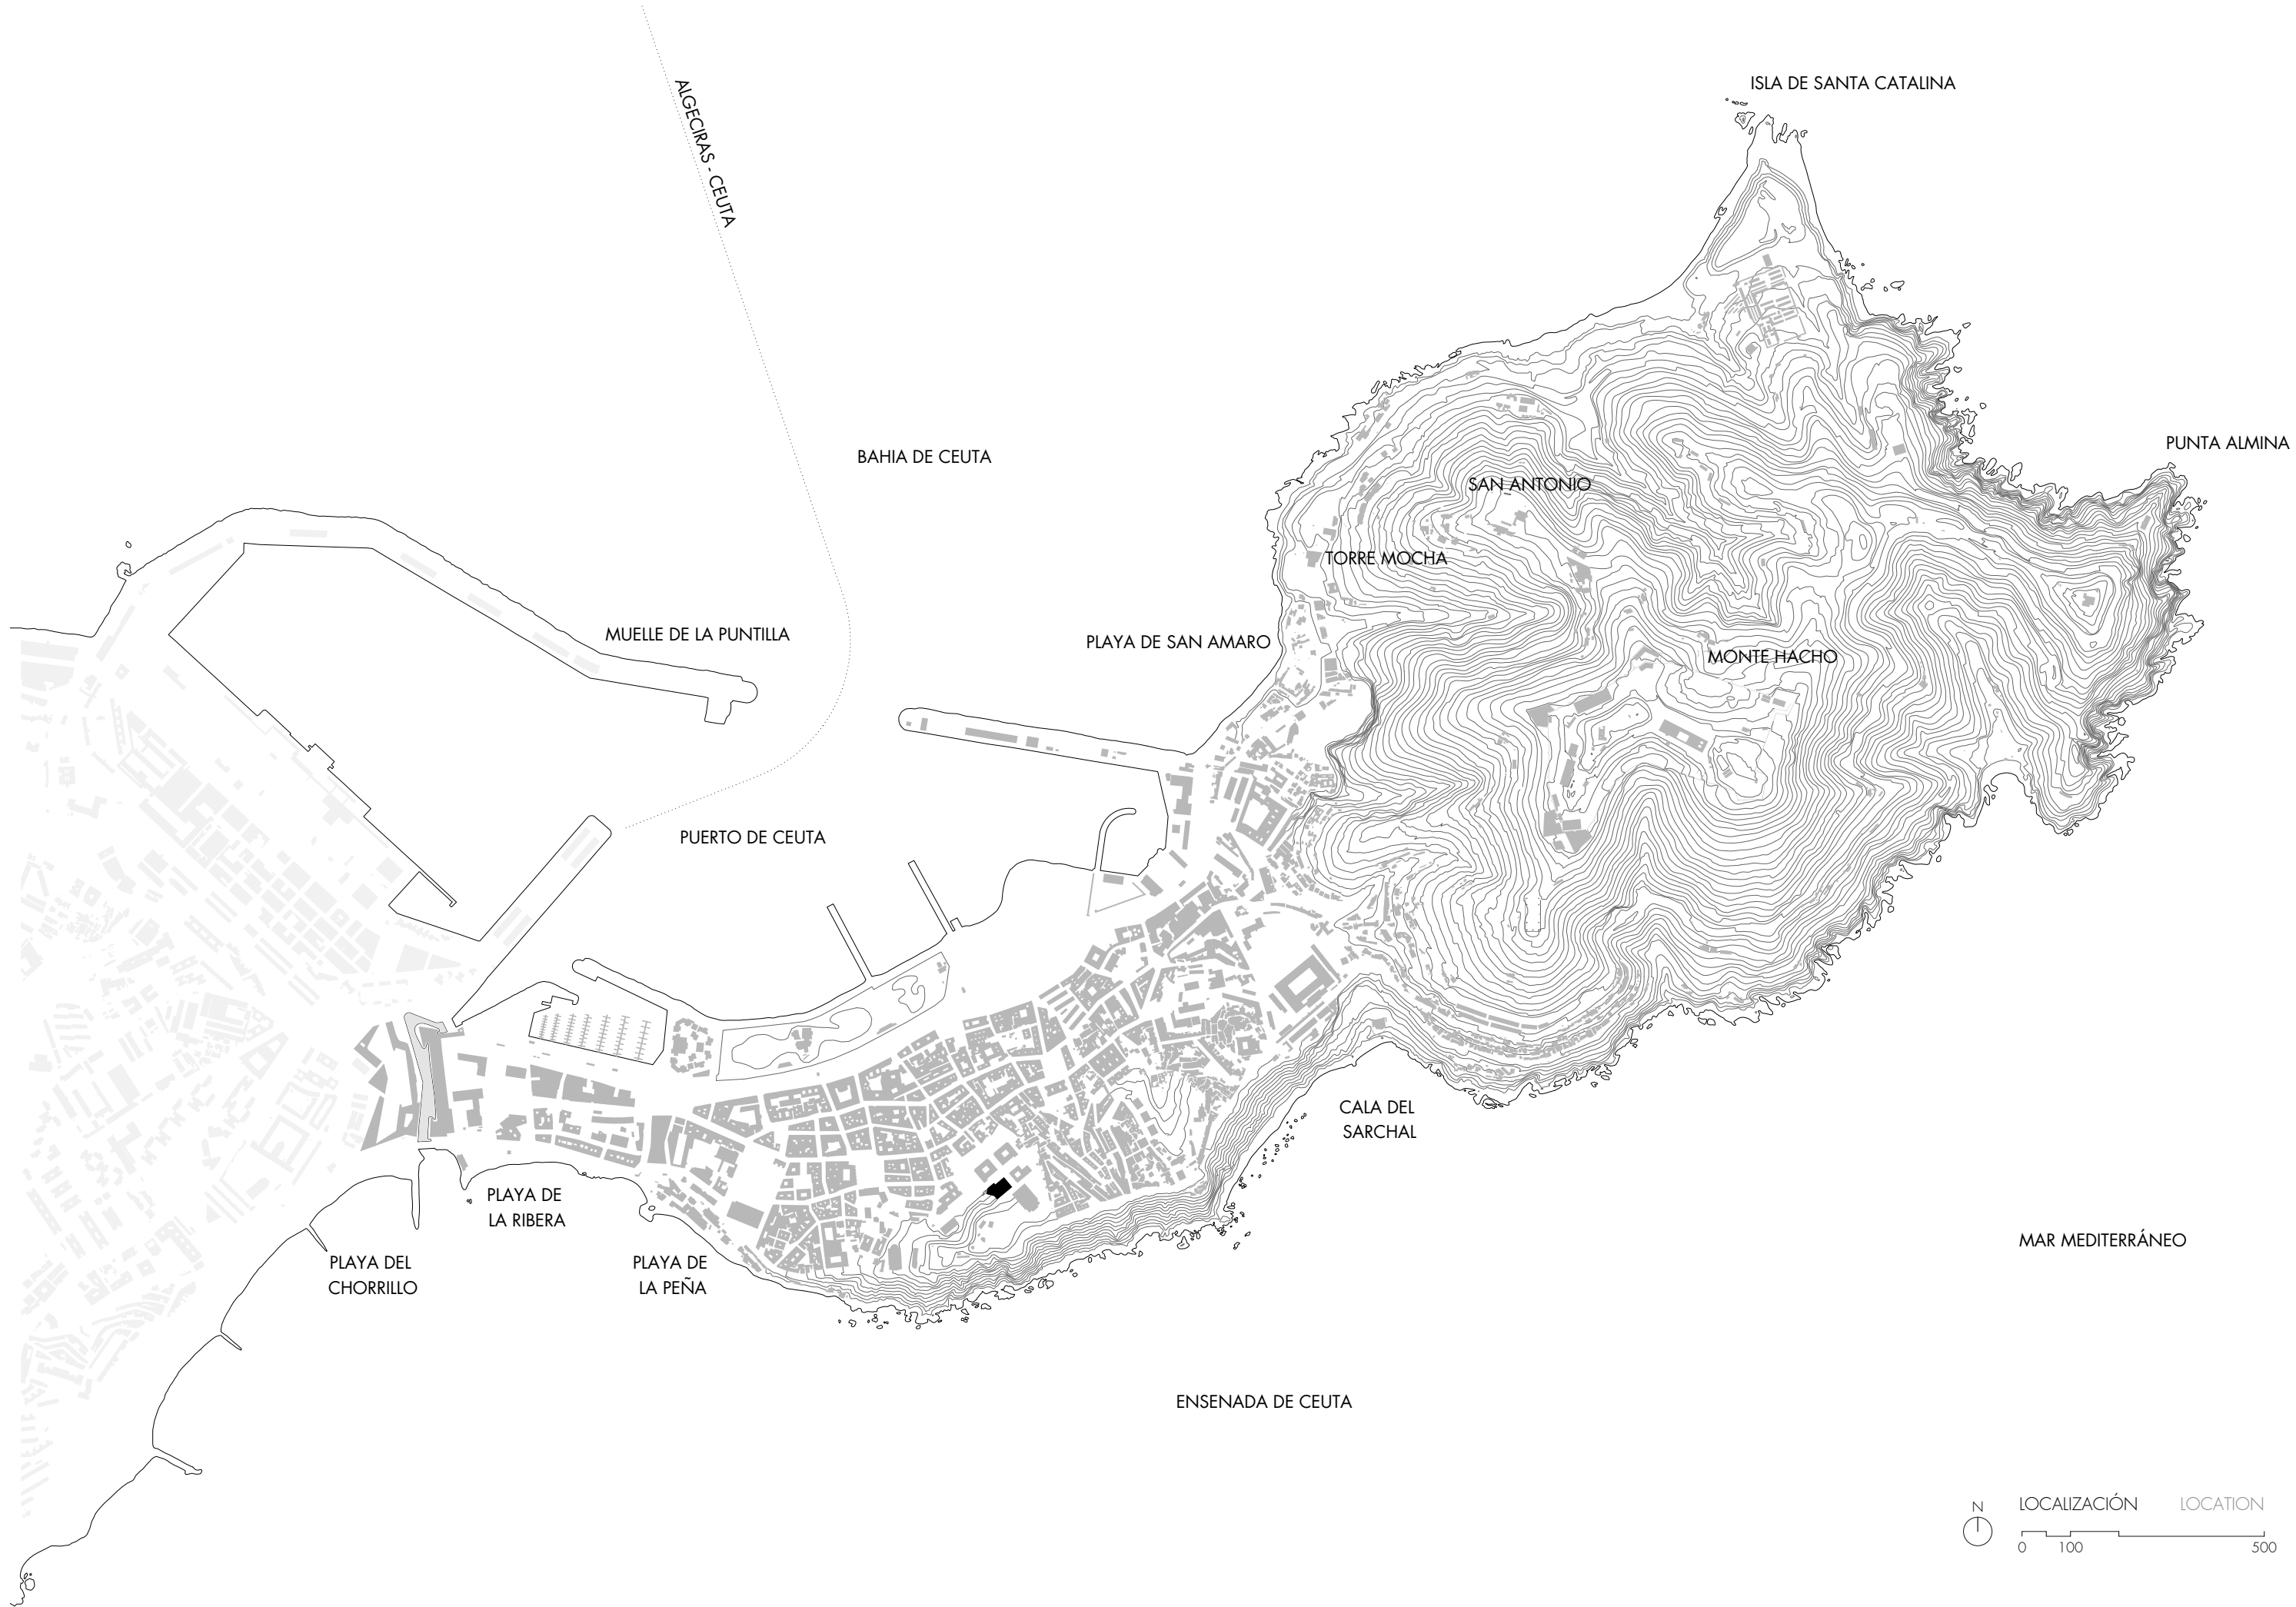 ISLA DE SANTA CATALINA
ALGECIRAS - CEUTA
PUNTA ALMINA
BAHIA DE CEUTA
SAN ANTONIO
TORRE MOCHA
MUELLE DE LA PUNTILLA
PLAYA DE SAN AMARO
MONTE HACHO
PUERTO DE CEUTA
CALA DEL
SARCHAL
PLAYA DE
LA RIBERA
MAR MEDITERRÁNEO
PLAYA DEL
CHORRILLO
PLAYA DE
LA PEÑA
ENSENADA DE CEUTA
N
LOCALIZACIÓN LOCATION
0 100 500